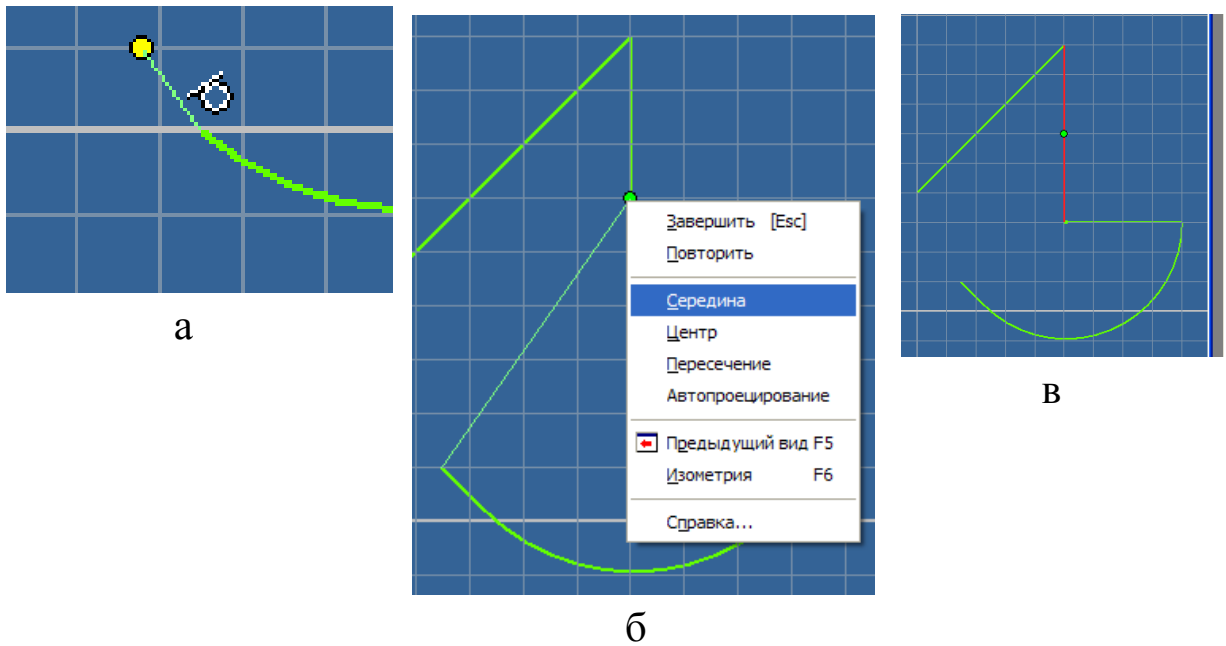 Завершить [Esc]
Повторить
Середина
Центр
Пересечение
Автопроецирование
Предыдущий вид F5
Изометрия F6
Справка...
а
в
б